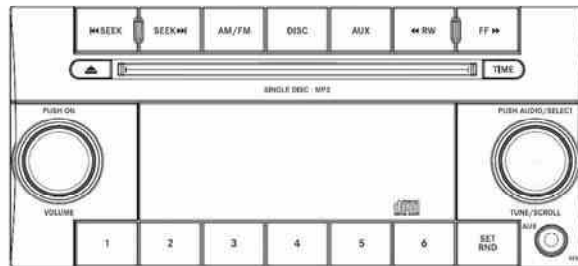 SEEK SEEK AM/FM DISC AUX RW FF
TIME
SINGLE DISC - MP3
PUSH ON PUSH AUDIO/SELECT
VOLUME TUNE/SCROLL
AUX
1 2 3 4 5 6 SET
RND